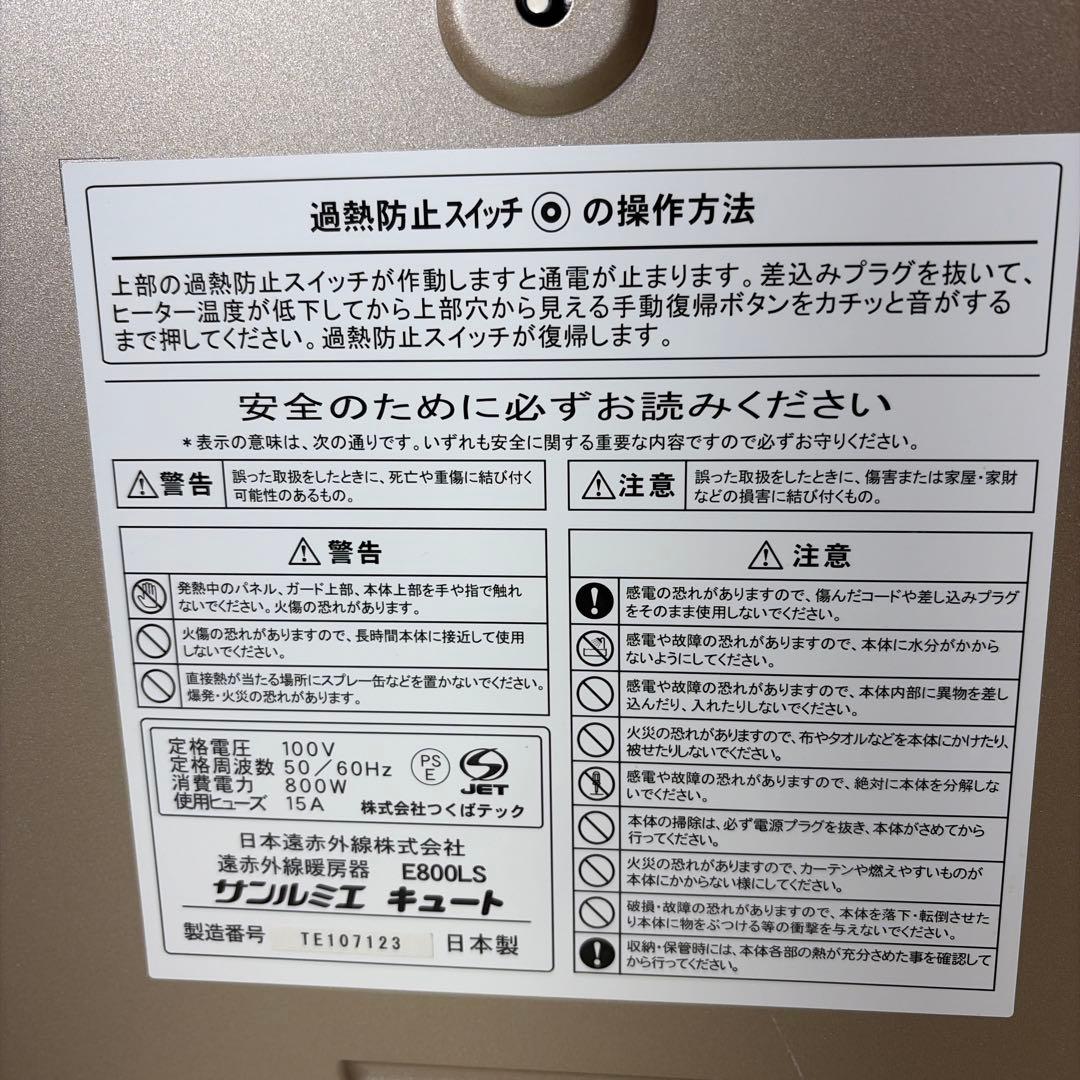 過熱防止スイッチ の操作方法
上部の過熱防止スイッチが作動しますと通電が止まります。差込みプラグを抜いて、
ヒーター温度が低下してから上部穴から見える手動復帰ボタンをカチッと音がする
まで押してください。過熱防止スイッチが復帰します。
安全のために必ずお読みください
*表示の意味は、次の通りです。いずれも安全に関する重要な内容ですので必ずお守りください。
警告
誤った取扱をしたときに、死亡や重傷に結び付く
可能性のあるもの。
注意
誤った取扱をしたときに、傷害または家屋・家財
などの損害に結び付くもの。
警告
発熱中のパネル、ガード上部、本体上部を手や指で触れ
ないでください。火傷の恐れがあります。
火傷の恐れがありますので、長時間本体に接近して使用
しないでください。
直接熱が当たる場所にスプレー缶などを置かないでください。
爆発・火災の恐れがあります。
定格電圧 100V
定格周波数 50/60Hz
消費電力 800W
使用ヒューズ 15A
PS
E
JET
株式会社つくばテック
日本遠赤外線株式会社
遠赤外線暖房器 E800LS
サンルミエ キュート
製造番号 TE107123 日本製
注意
感電の恐れがありますので、傷んだコードや差し込みプラグ
をそのまま使用しないでください。
感電や故障の恐れがありますので、本体に水分がかから
ないようにしてください。
感電や故障の恐れがありますので、本体内部に異物を差し
込んだり、入れたりしないでください。
火災の恐れがありますので、布やタオルなどを本体にかけたり、
被せたりしないでください。
感電や故障の恐れがありますので、絶対に本体を分解しな
いでください。
本体の掃除は、必ず電源プラグを抜き、本体がさめてから
行ってください。
火災の恐れがありますので、カーテンや燃えやすいものが
本体にかからない様にしてください。
破損・故障の恐れがありますので、本体を落下・転倒させた
り本体に物をぶつける等の衝撃を与えないでください。
収納・保管時には、本体各部の熱が充分さめた事を確認して
から行ってください。